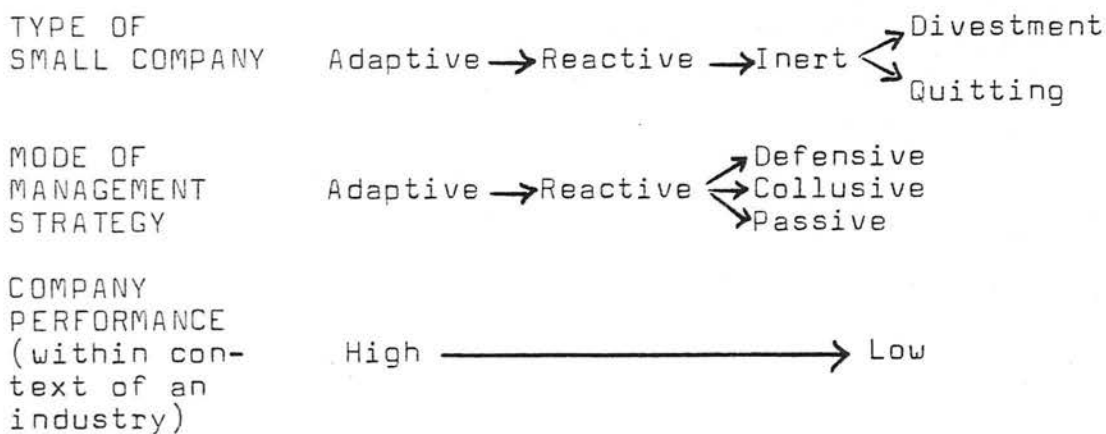 TYPE OF
SMALL COMPANY
Adaptive → Reactive → Inert
Divestment
Quitting
MODE OF
MANAGEMENT
STRATEGY
Adaptive → Reactive
Defensive
Collusive
Passive
COMPANY
PERFORMANCE
(within con-
text of an
industry)
High → Low